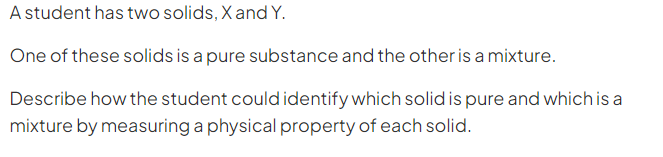 A student has two solids, X and Y.
One of these solids is a pure substance and the other is a mixture.
Describe how the student could identify which solid is pure and which is a
mixture by measuring a physical property of each solid.